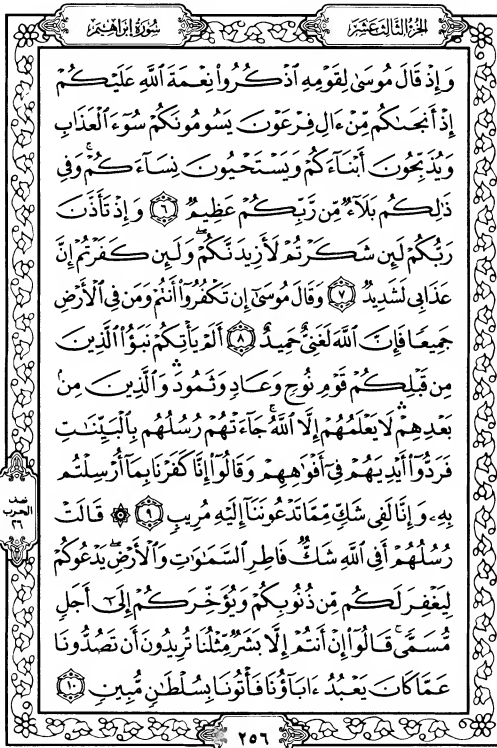 الجزء الثالث عشر
سورة إبراهيم
وَإِذْ قَالَ مُوسَىٰ لِقَوْمِهِ ٱذْكُرُوا۟ نِعْمَةَ ٱللَّهِ عَلَيْكُمْ
إِذْ أَنجَىٰكُم مِّنْ ءَالِ فِرْعَوْنَ يَسُومُونَكُمْ سُوٓءَ ٱلْعَذَابِ
وَيُذَبِّحُونَ أَبْنَآءَكُمْ وَيَسْتَحْيُونَ نِسَآءَكُمْ ۚ وَفِى
ذَٰلِكُم بَلَآءٌ مِّن رَّبِّكُمْ عَظِيمٌ ٦ وَإِذْ تَأَذَّنَ
رَبُّكُمْ لَئِن شَكَرْتُمْ لَأَزِيدَنَّكُمْ ۖ وَلَئِن كَفَرْتُمْ إِنَّ
عَذَابِى لَشَدِيدٌ ٧ وَقَالَ مُوسَىٰٓ إِن تَكْفُرُوٓا۟ أَنتُمْ وَمَن فِى ٱلْأَرْضِ
جَمِيعًا فَإِنَّ ٱللَّهَ لَغَنِىٌّ حَمِيدٌ ٨ أَلَمْ يَأْتِكُمْ نَبَؤُا۟ ٱلَّذِينَ
مِن قَبْلِكُمْ قَوْمِ نُوحٍ وَعَادٍ وَثَمُودَ ۛ وَٱلَّذِينَ مِنۢ
بَعْدِهِمْ ۛ لَا يَعْلَمُهُمْ إِلَّا ٱللَّهُ ۚ جَآءَتْهُمْ رُسُلُهُم بِٱلْبَيِّنَٰتِ
فَرَدُّوٓا۟ أَيْدِيَهُمْ فِىٓ أَفْوَٰهِهِمْ وَقَالُوٓا۟ إِنَّا كَفَرْنَا بِمَآ أُرْسِلْتُم
بِهِۦ وَإِنَّا لَفِى شَكٍّ مِّمَّا تَدْعُونَنَآ إِلَيْهِ مُرِيبٍ ٩ ۞ قَالَتْ
رُسُلُهُمْ أَفِى ٱللَّهِ شَكٌّ فَاطِرِ ٱلسَّمَٰوَٰتِ وَٱلْأَرْضِ ۖ يَدْعُوكُمْ
لِيَغْفِرَ لَكُم مِّن ذُنُوبِكُمْ وَيُؤَخِّرَكُمْ إِلَىٰٓ أَجَلٍ
مُّسَمًّى ۚ قَالُوٓا۟ إِنْ أَنتُمْ إِلَّا بَشَرٌ مِّثْلُنَا تُرِيدُونَ أَن تَصُدُّونَا
عَمَّا كَانَ يَعْبُدُ ءَابَآؤُنَا فَأْتُونَا بِسُلْطَٰنٍ مُّبِينٍ ١٠
نصف
الحزب
٢٦
٢٥٦